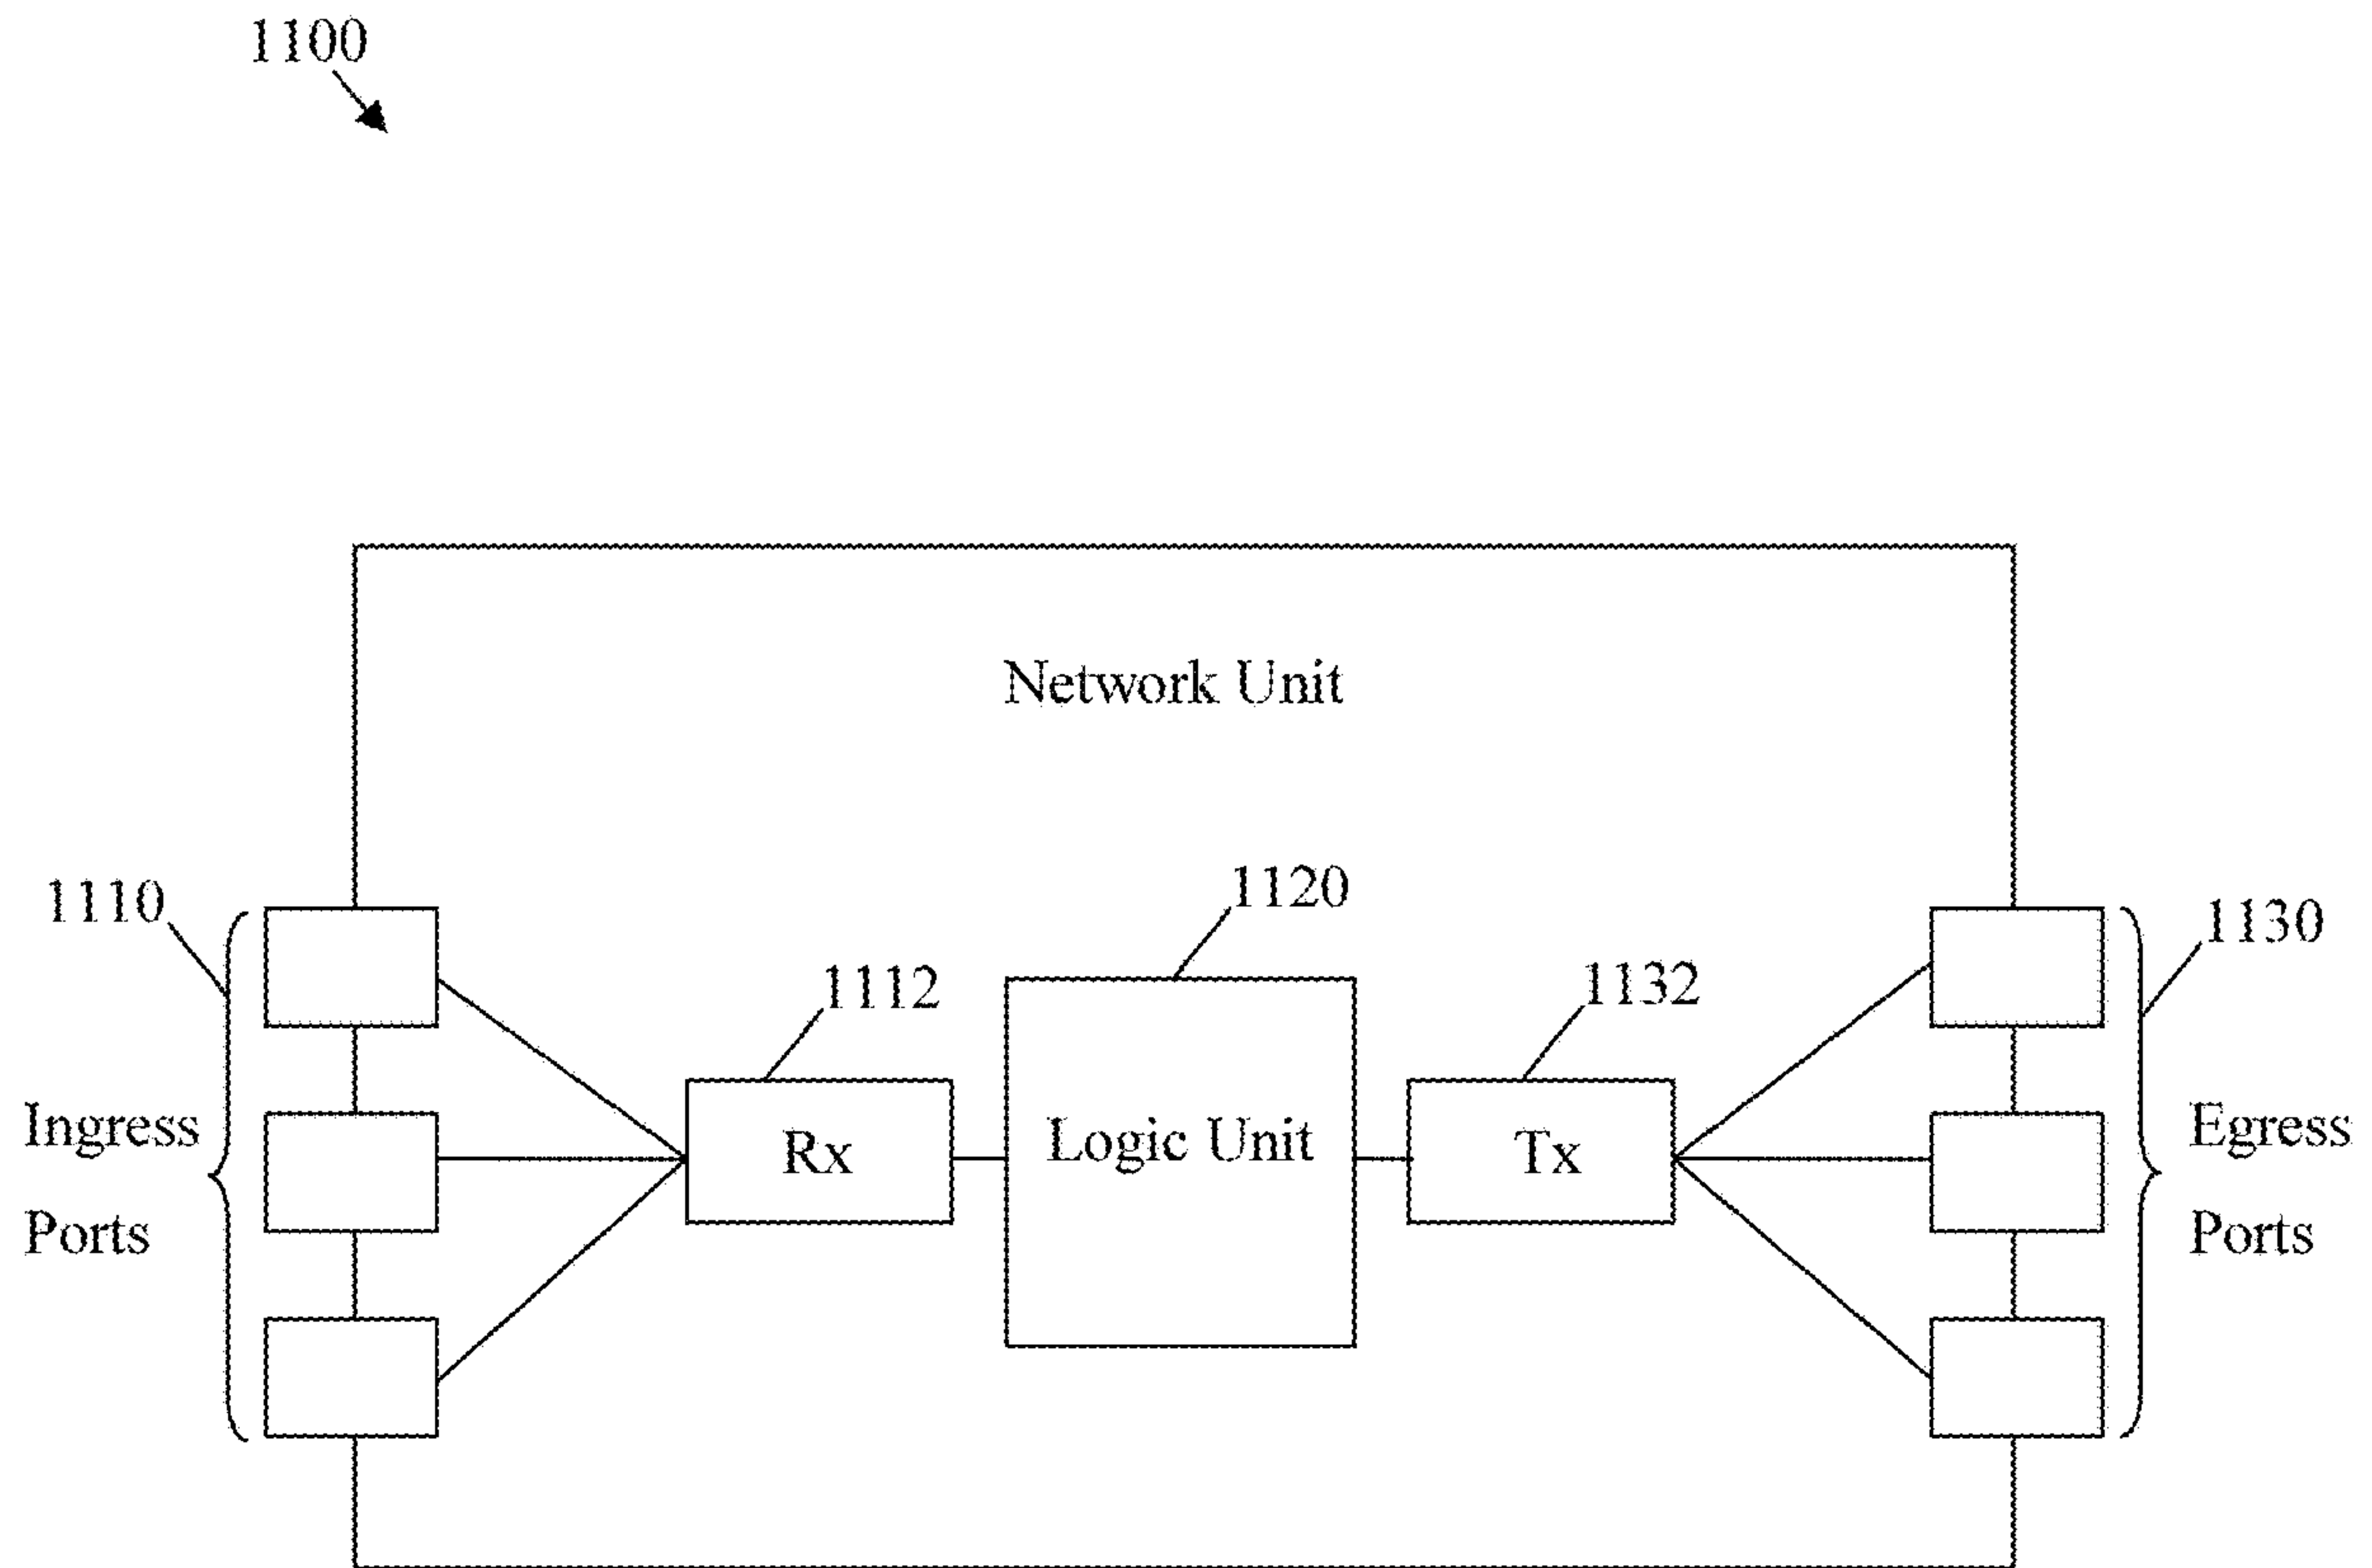 1100
Network Unit
1110
1120
1130
1112
1132
Ingress
Ports
Rx
Logic Unit
Tx
Egress
Ports